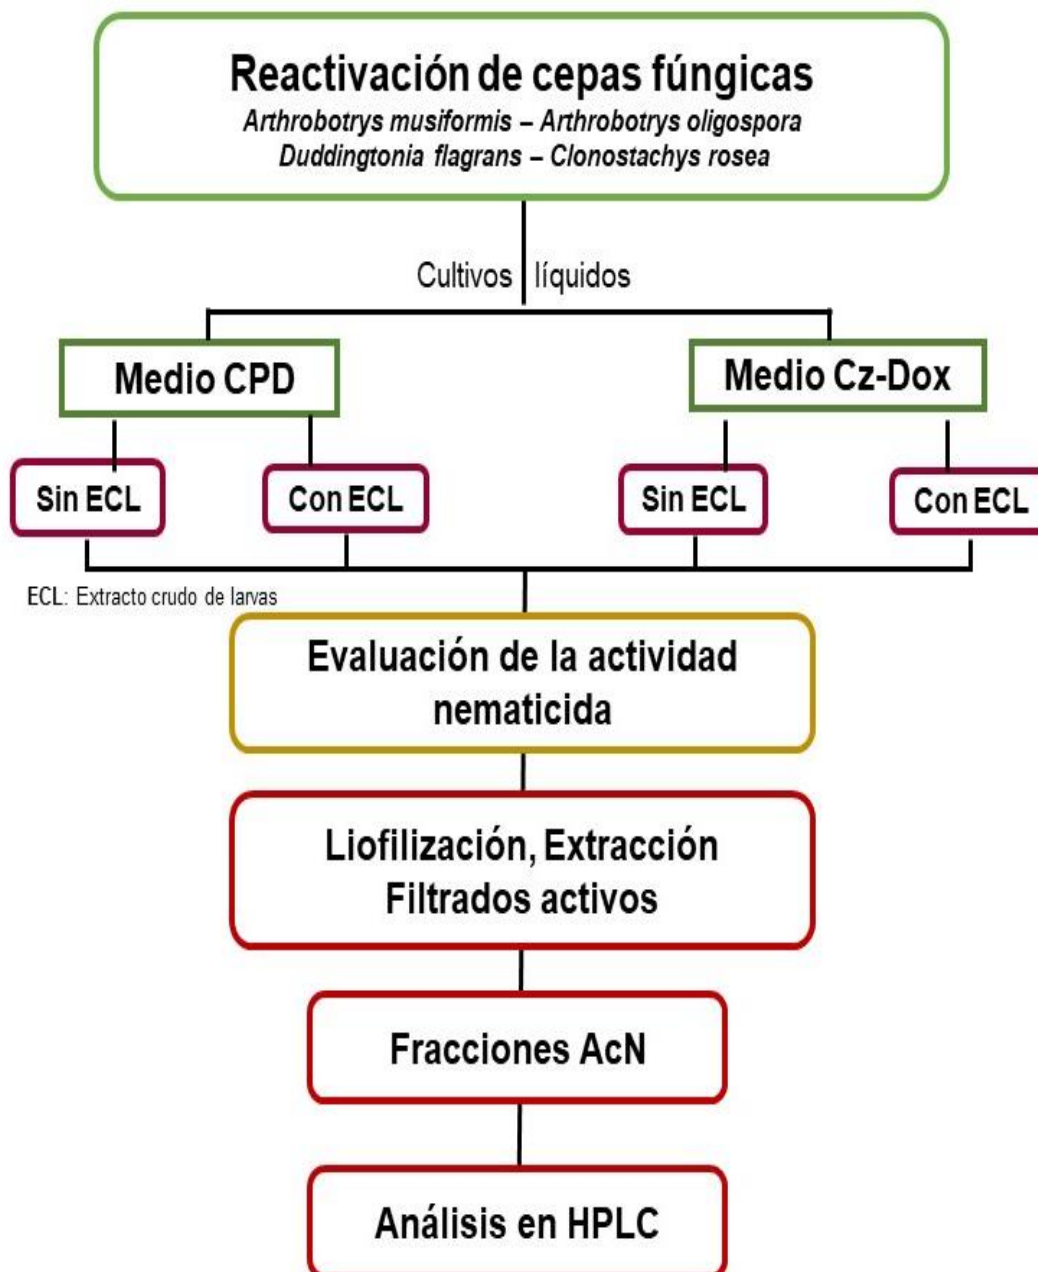 Reactivación de cepas fúngicas
Arthrobotrys musiformis – Arthrobotrys oligospora
Duddingtonia flagrans – Clonostachys rosea
Cultivos líquidos
Medio CPD
Medio Cz-Dox
Sin ECL
Con ECL
Sin ECL
Con ECL
ECL: Extracto crudo de larvas
Evaluación de la actividad
nematicida
Liofilización, Extracción
Filtrados activos
Fracciones AcN
Análisis en HPLC